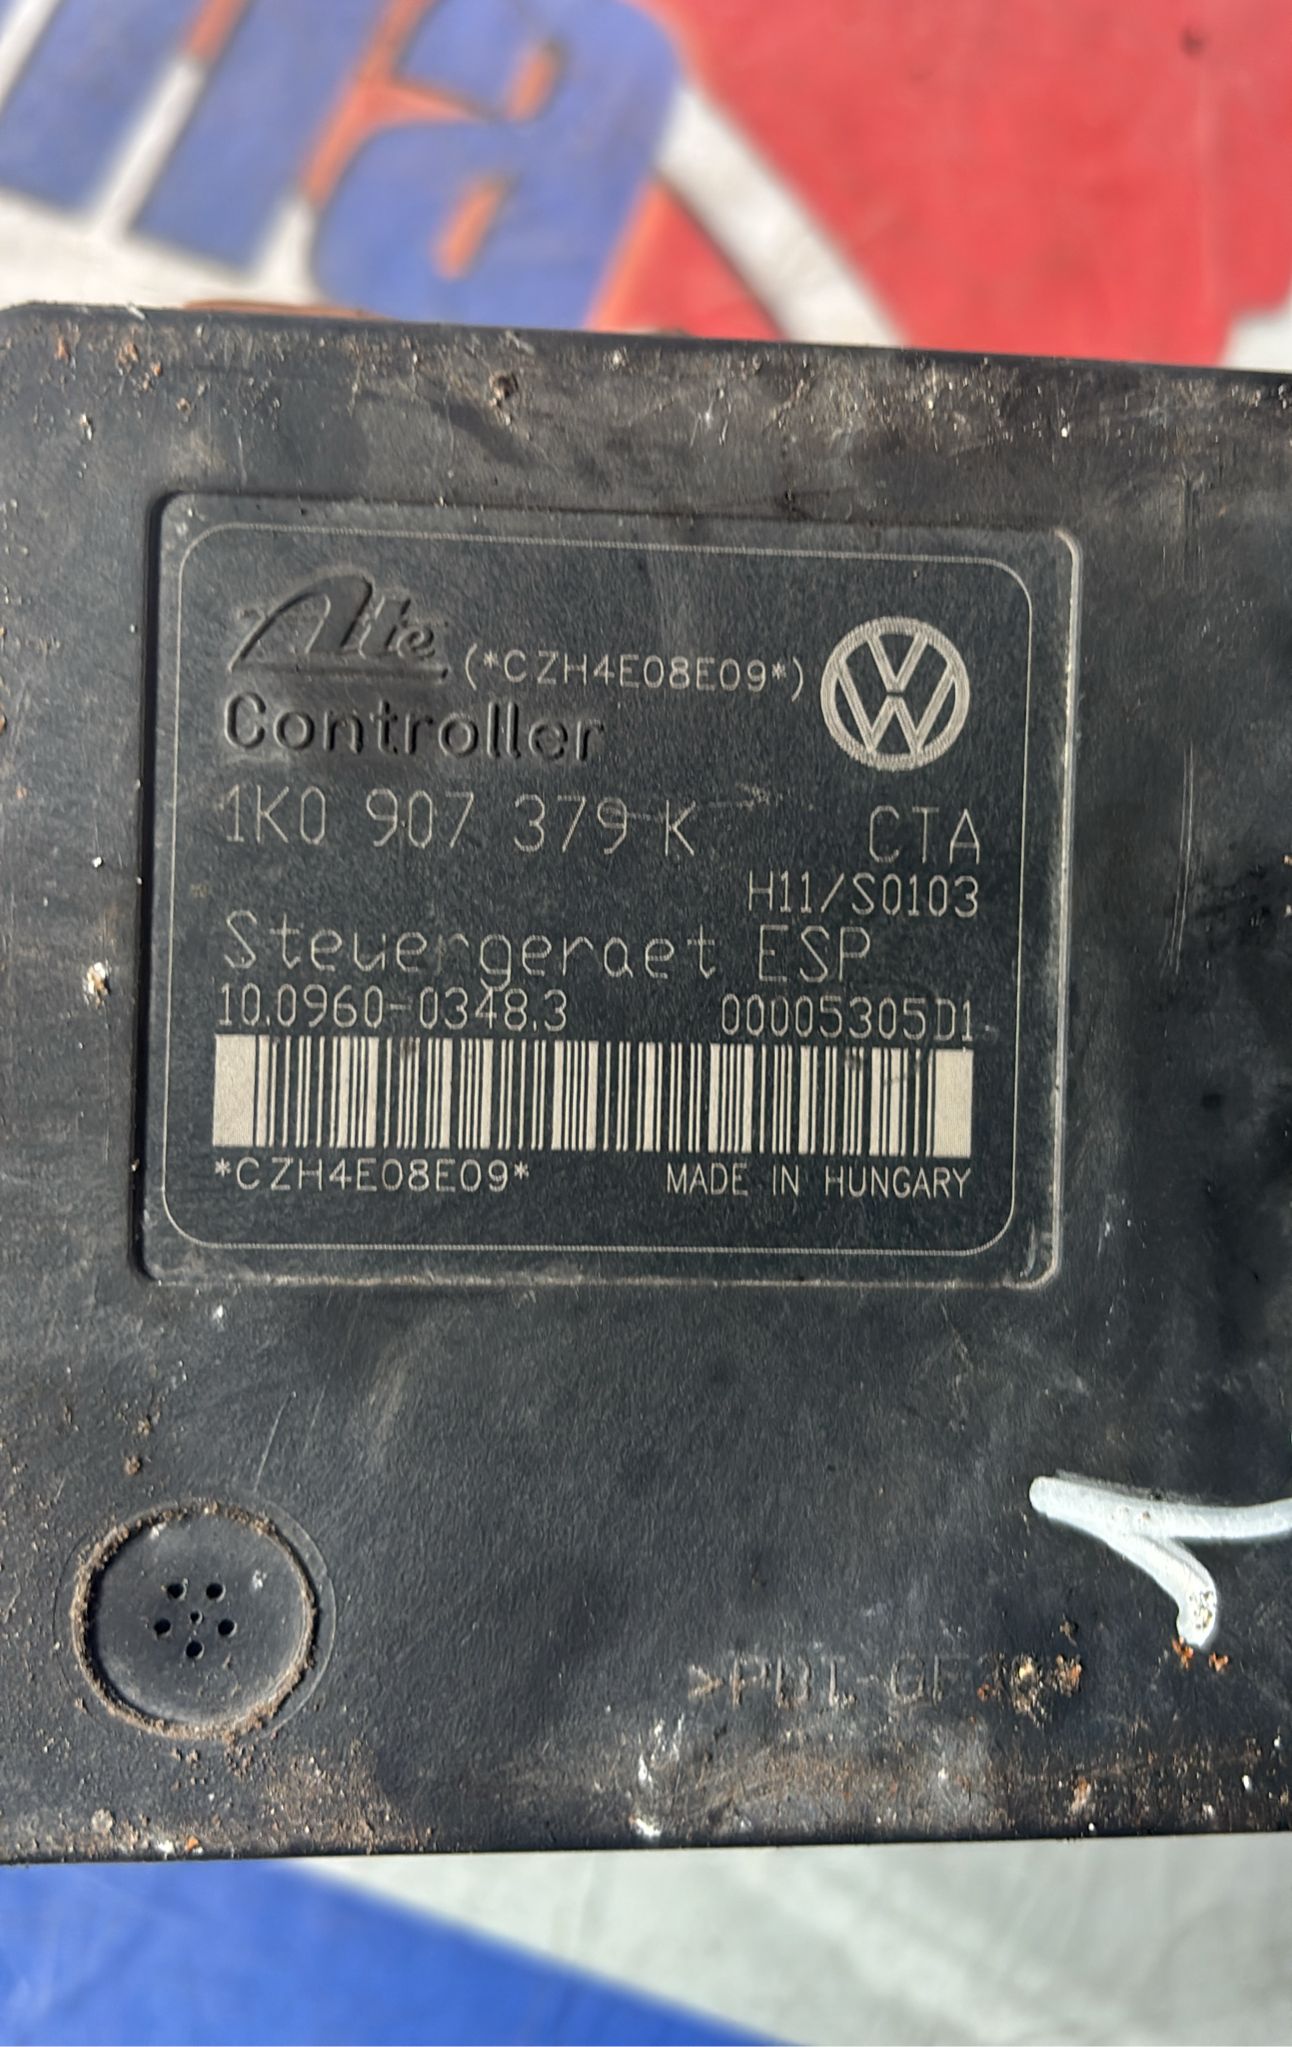 Ate (*CZH4E08E09*)
Controller
1K0 907 379 K CTA
H11/S0103
Steuergeraet ESP
10.0960-0348.3 00005305D1
*CZH4E08E09* MADE IN HUNGARY